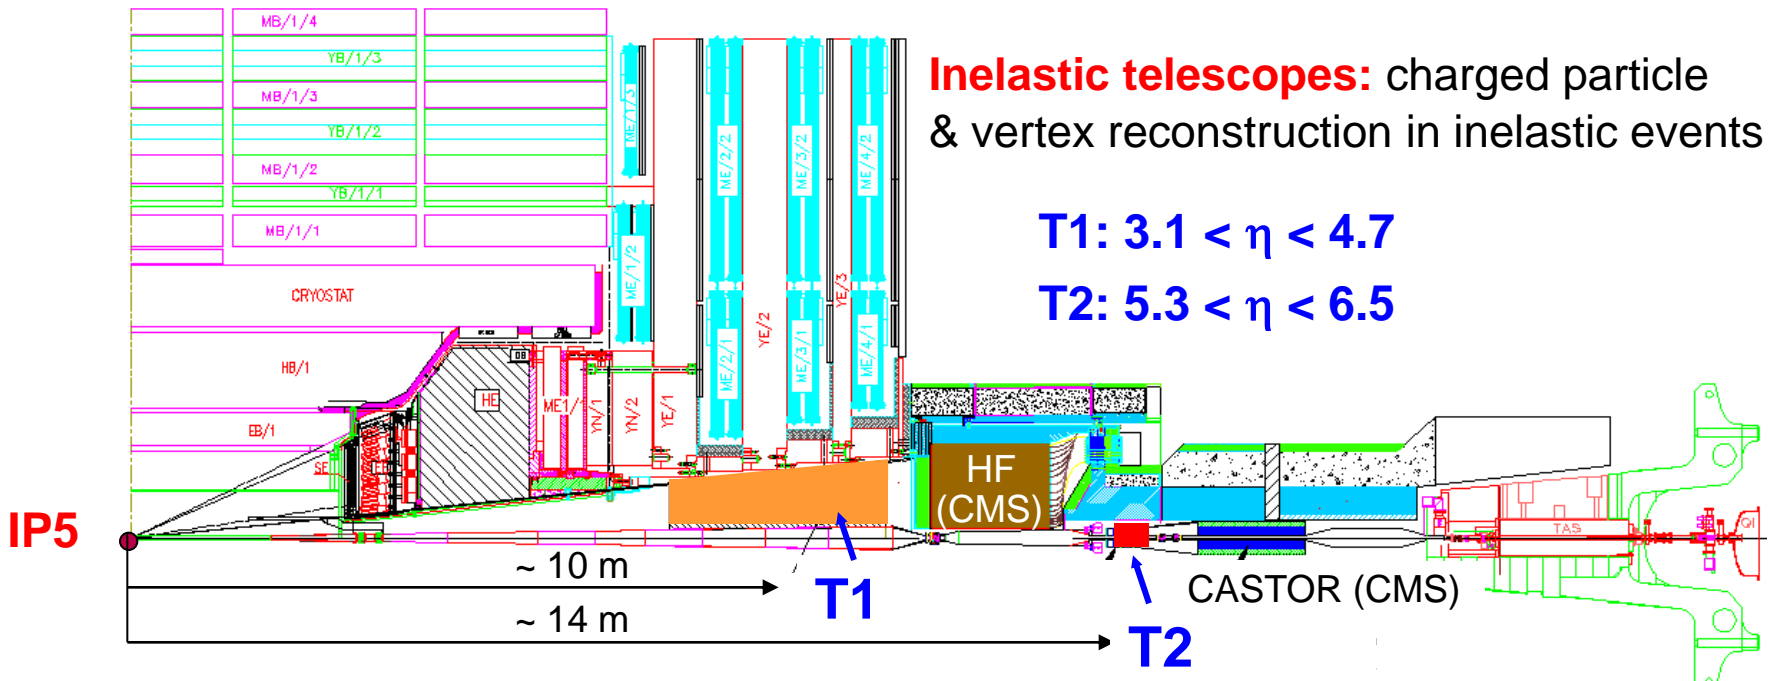 MB/1/4
YB/1/3
MB/1/3
YB/1/2
MB/1/2
YB/1/1
MB/1/1
CRYOSTAT
HB/1
EB/1
SE
HE
ME1/
YN/1
YN/2
YE/1
ME/1/3
ME/1/2
ME/2/2
ME/2/1
YE/2
ME/3/2
ME/3/1
YE/3
ME/4/2
ME/4/1
Inelastic telescopes: charged particle
& vertex reconstruction in inelastic events
T1: 3.1 < η < 4.7
T2: 5.3 < η < 6.5
HF
(CMS)
IP5
TAS
~ 10 m
T1
CASTOR (CMS)
~ 14 m
T2